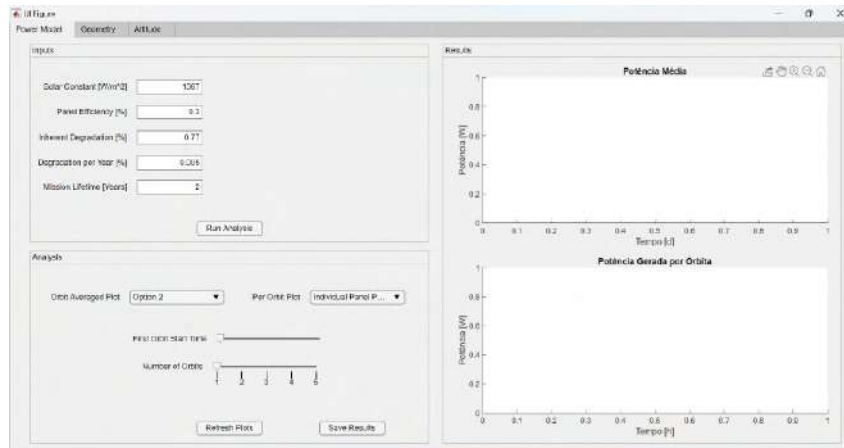 UI Figure
Power Model Geometry Attitude
Inputs
Solar Constant [W/m^2] 1367
Panel Efficiency [%] 0.3
Inherent Degradation [%] 0.77
Degradation per Year [%]
Mission Lifetime [Years] 2
Run Analysis
Analysis
Orbit Averaged Plot Option 2
Per Orbit Plot Individual Panel P...
First Orbit Start Time
Number of Orbits
1 2 3 4 5
Refresh Plots Save Results
Results
Potência Média
1
0.8
0.6
0.4
0.2
0
Potência [W]
0 0.1 0.2 0.3 0.4 0.5 0.6 0.7 0.8 0.9 1
Tempo [d]
Potência Gerada por Órbita
1
0.8
0.6
0.4
0.2
0
Potência [W]
0 0.1 0.2 0.3 0.4 0.5 0.6 0.7 0.8 0.9 1
Tempo [h]